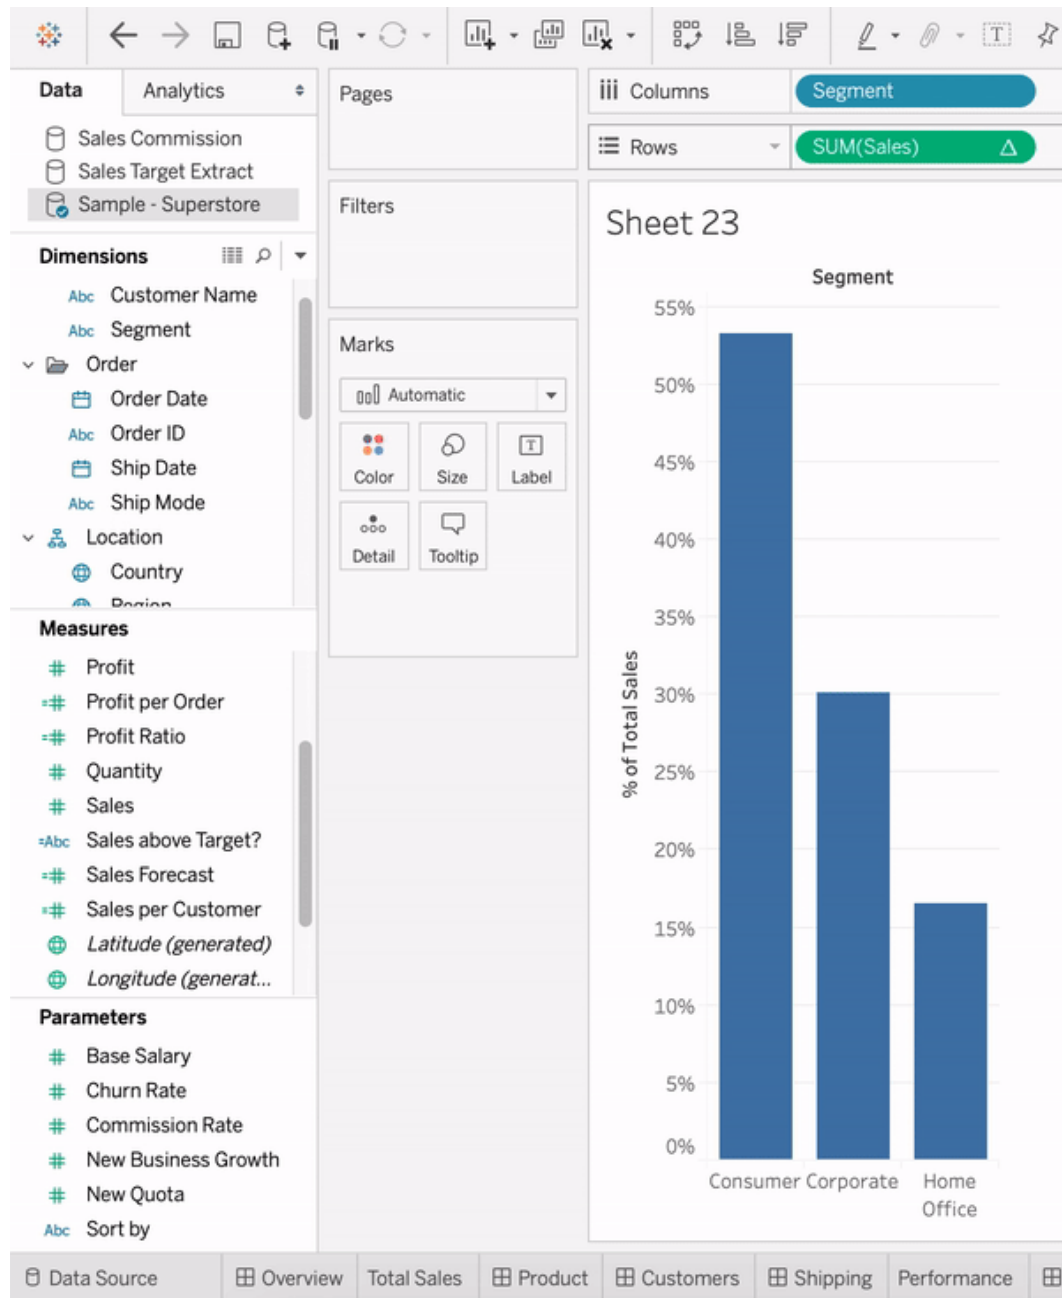 Data
Analytics
Sales Commission
Sales Target Extract
Sample - Superstore
Dimensions
Abc Customer Name
Abc Segment
Order
Order Date
Abc Order ID
Ship Date
Abc Ship Mode
Location
Country
Region
Measures
# Profit
=# Profit per Order
=# Profit Ratio
# Quantity
# Sales
=Abc Sales above Target?
=# Sales Forecast
=# Sales per Customer
Latitude (generated)
Longitude (generat...
Parameters
# Base Salary
# Churn Rate
# Commission Rate
# New Business Growth
# New Quota
Abc Sort by
Pages
Filters
Marks
Automatic
Color Size T Label
Detail Tooltip
T
Columns Segment
Rows SUM(Sales) Δ
Sheet 23
Segment
55%
50%
45%
40%
35%
30%
25%
20%
15%
10%
5%
0%
% of Total Sales
Consumer Corporate Home
Office
Data Source Overview Total Sales Product Customers Shipping Performance